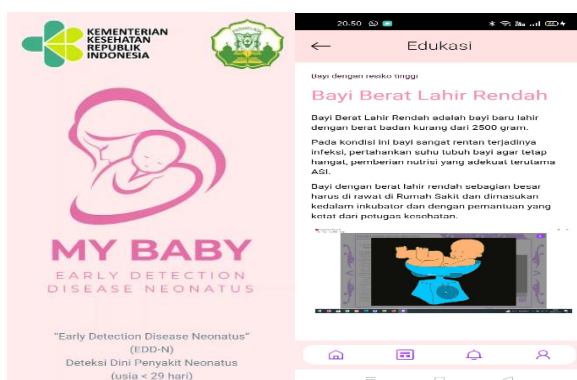 KEMENTERIAN
KESEHATAN
REPUBLIK
INDONESIA
MY BABY
EARLY DETECTION
DISEASE NEONATUS
"Early Detection Disease Neonatus"
(EDD-N)
Deteksi Dini Penyakit Neonatus
(usia < 29 hari)
20.50
Edukasi
Bayi dengan resiko tinggi
Bayi Berat Lahir Rendah
Bayi Berat Lahir Rendah adalah bayi baru lahir
dengan berat badan kurang dari 2500 gram.
Pada kondisi ini bayi sangat rentan terjadinya
infeksi, pertahankan suhu tubuh bayi agar tetap
hangat, pemberian nutrisi yang adekuat terutama
ASI.
Bayi dengan berat lahir rendah sebagian besar
harus di rawat di Rumah Sakit dan dimasukan
kedalam inkubator dan dengan pemantuan yang
ketat dari petugas kesehatan.